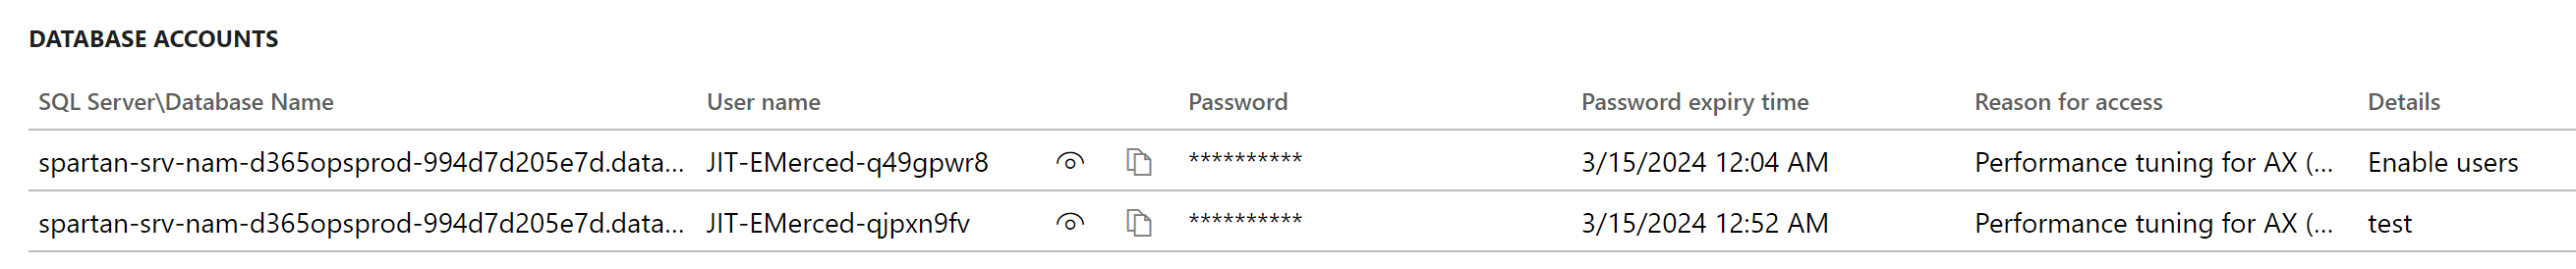 DATABASE ACCOUNTS
SQL Server\Database Name User name Password Password expiry time Reason for access Details
spartan-srv-nam-d365opsprod-994d7d205e7d.data... JIT-EMerced-q49gpwr8 ********** 3/15/2024 12:04 AM Performance tuning for AX (... Enable users
spartan-srv-nam-d365opsprod-994d7d205e7d.data... JIT-EMerced-qjpxn9fv ********** 3/15/2024 12:52 AM Performance tuning for AX (... test